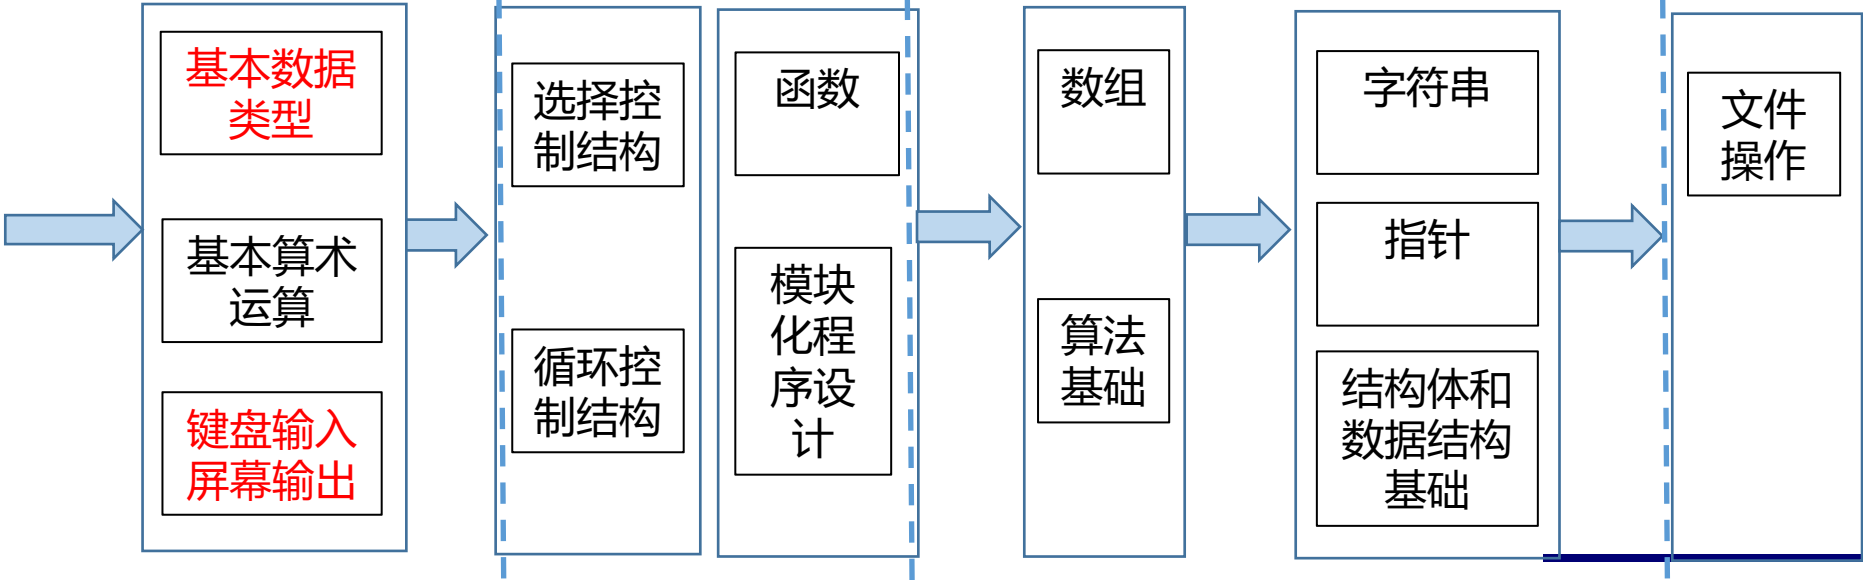 基本数据
类型
基本算术
运算
键盘输入
屏幕输出
选择控
制结构
循环控
制结构
函数
模块
化程
序设
计
数组
算法
基础
字符串
指针
结构体和
数据结构
基础
文件
操作